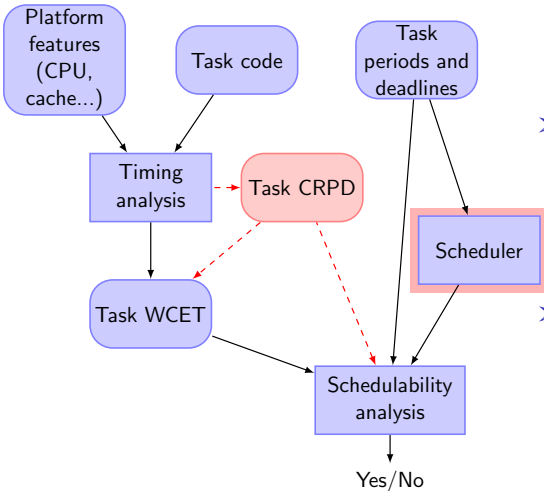 Platform
features
(CPU,
cache...)
Task code
Task
periods and
deadlines
Timing
analysis
Task CRPD
Scheduler
Task WCET
Schedulability
analysis
Yes/No